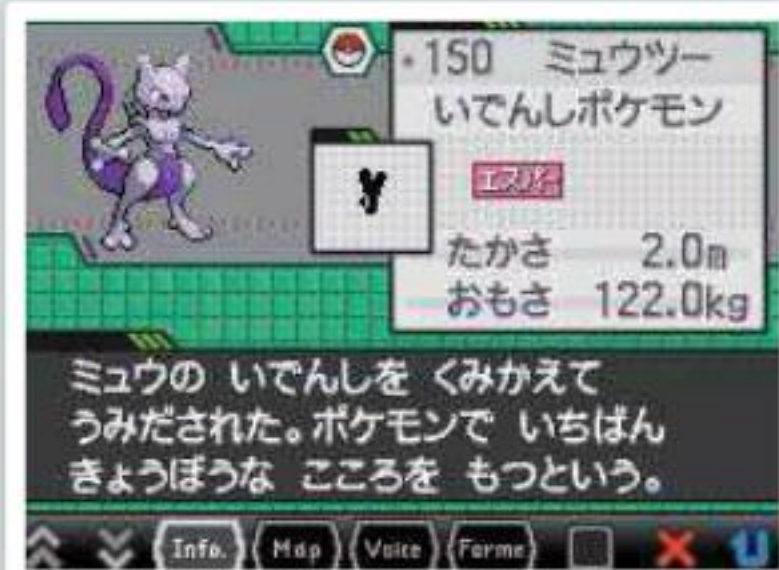 ・150 ミュウツー
いでんしポケモン
エスパー
たかさ 2.0m
おもさ 122.0kg
ミュウの いでんしを くみかえて
うみだされた。ポケモンで いちばん
きょうぼうな こころを もつという。
Info. Map Voice Forme